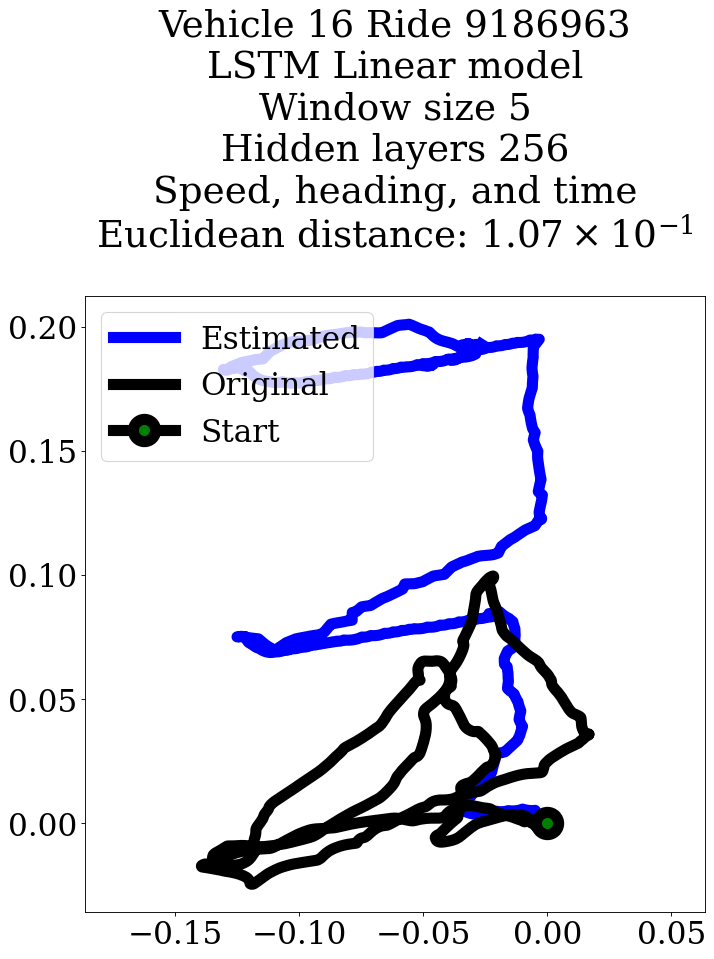 Vehicle 16 Ride 9186963
LSTM Linear model
Window size 5
Hidden layers 256
Speed, heading, and time
Euclidean distance: 1.07 × 10⁻¹
Estimated
Original
Start
0.20
0.15
0.10
0.05
0.00
−0.15 −0.10 −0.05 0.00 0.05